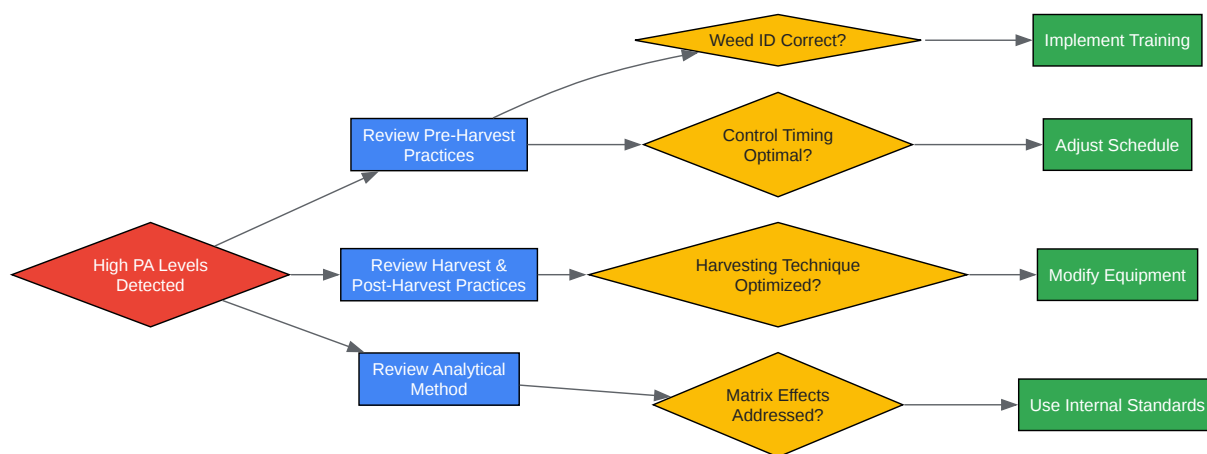 High PA Levels
Detected
Review Pre-Harvest
Practices
Weed ID Correct?
Implement Training
Control Timing
Optimal?
Adjust Schedule
Review Harvest &
Post-Harvest Practices
Harvesting Technique
Optimized?
Modify Equipment
Review Analytical
Method
Matrix Effects
Addressed?
Use Internal Standards